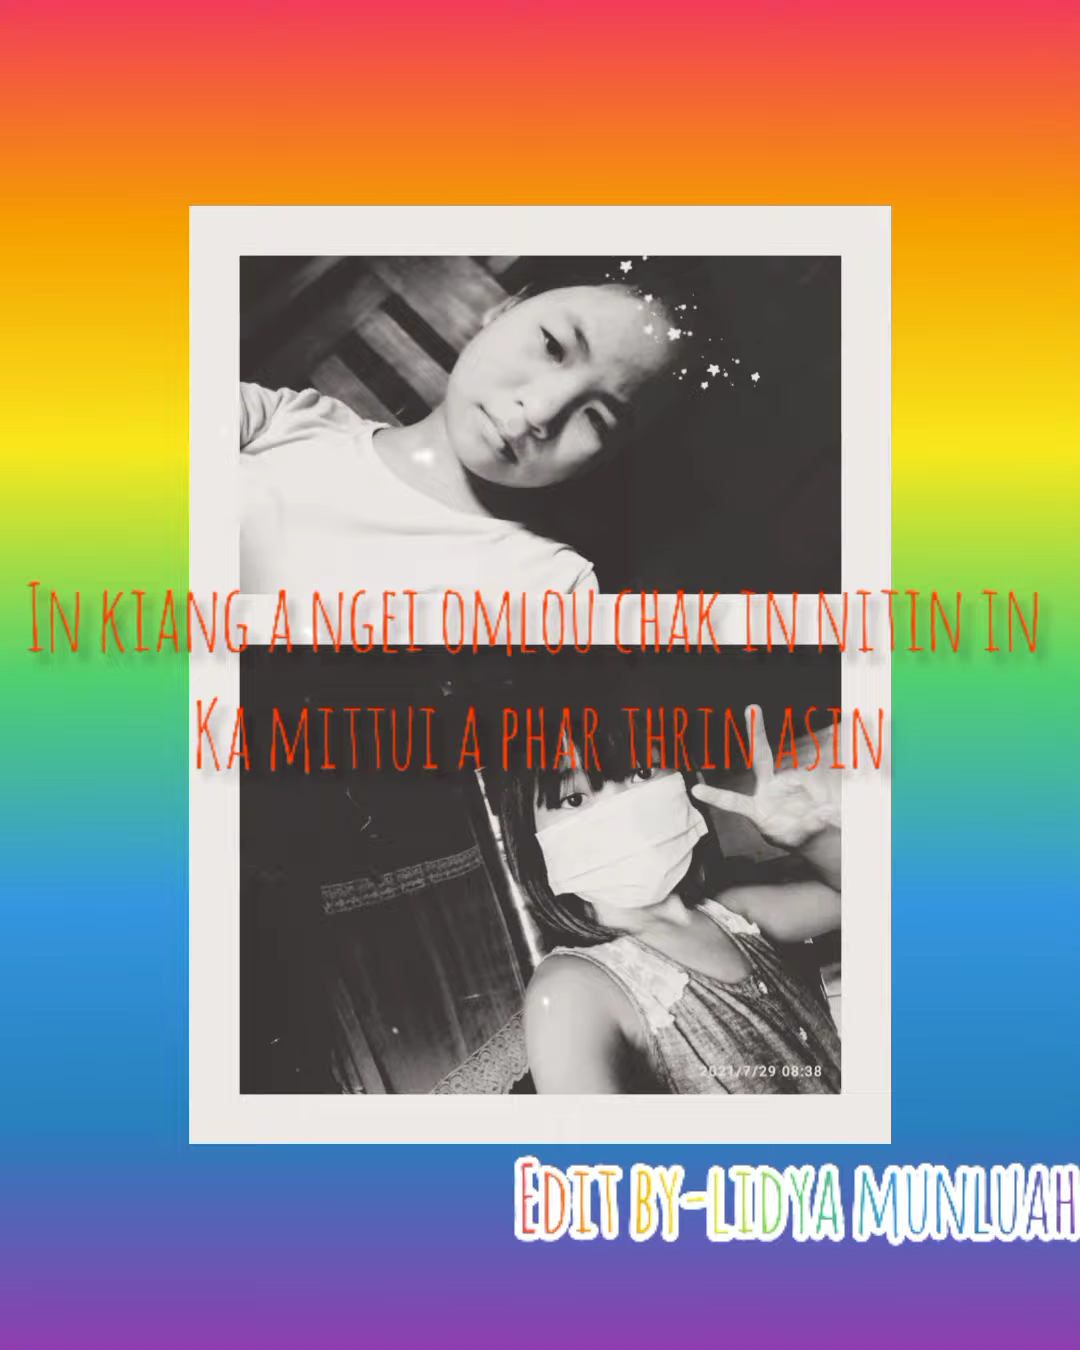 In kiang a ngei omlou chak in nitin in
Ka mittui a phar thrin asin
2021/7/29 08:38
Edit by-lidya munluah